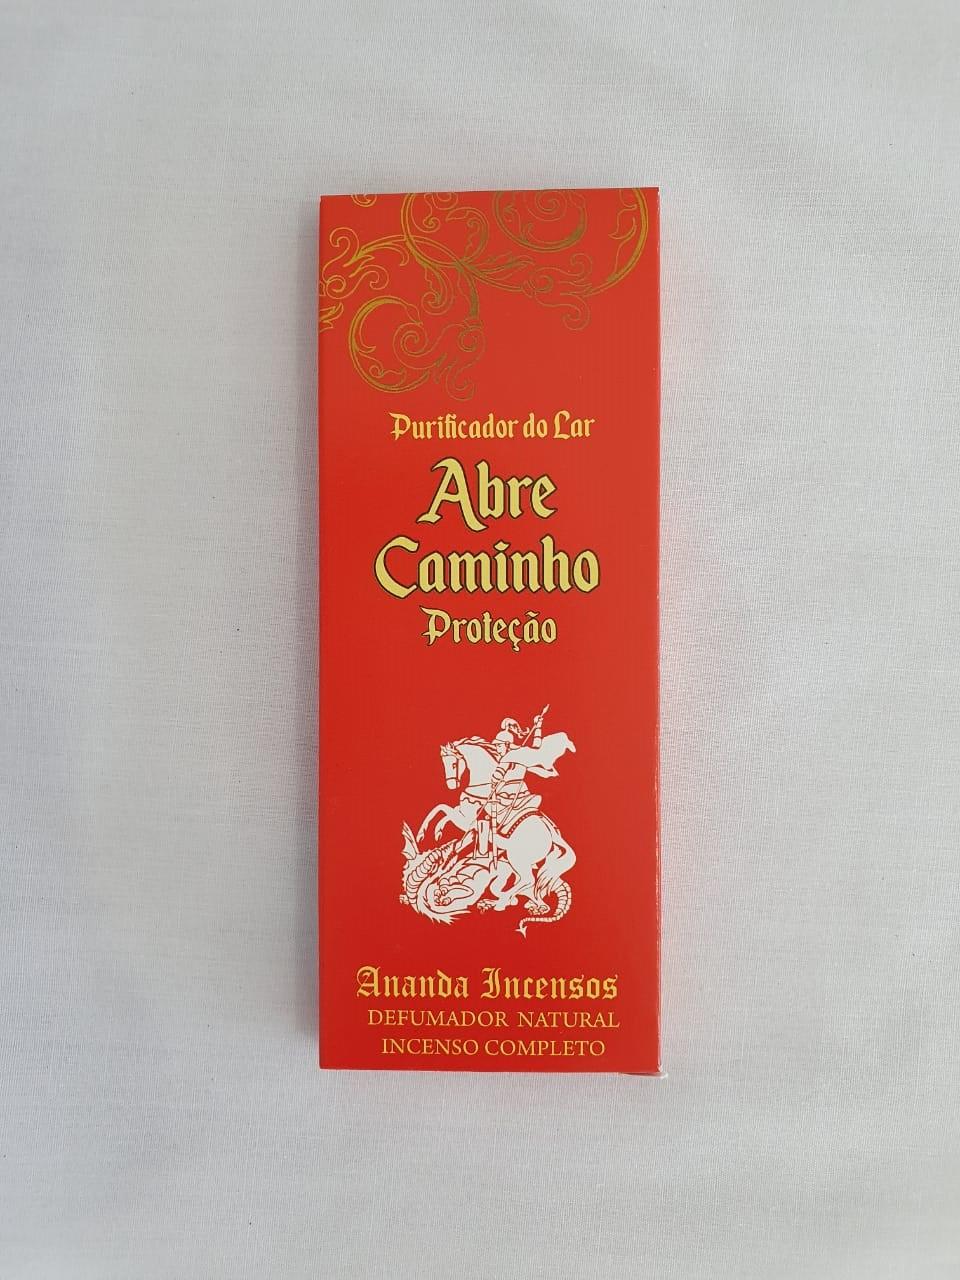 Purificador do Lar
Abre
Caminho
Proteção
Ananda Incensos
DEFUMADOR NATURAL
INCENSO COMPLETO